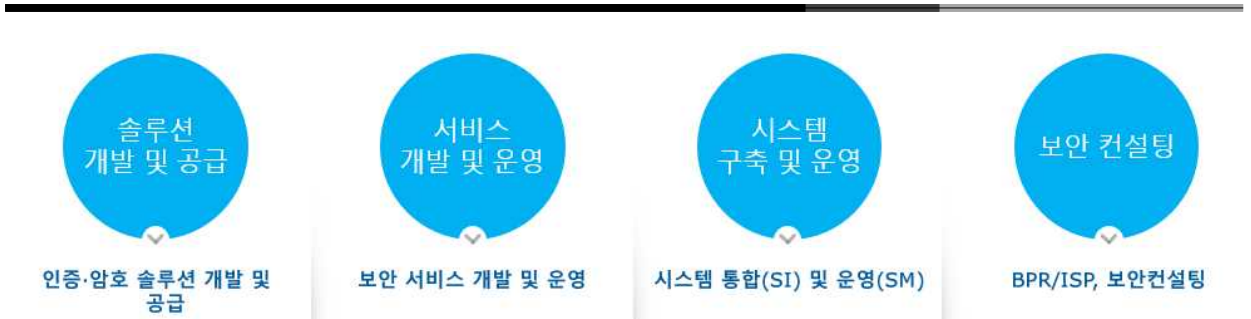 솔루션
개발 및 공급
서비스
개발 및 운영
시스템
구축 및 운영
보안 컨설팅
인증·암호 솔루션 개발 및
공급
보안 서비스 개발 및 운영
시스템 통합(SI) 및 운영(SM)
BPR/ISP, 보안컨설팅